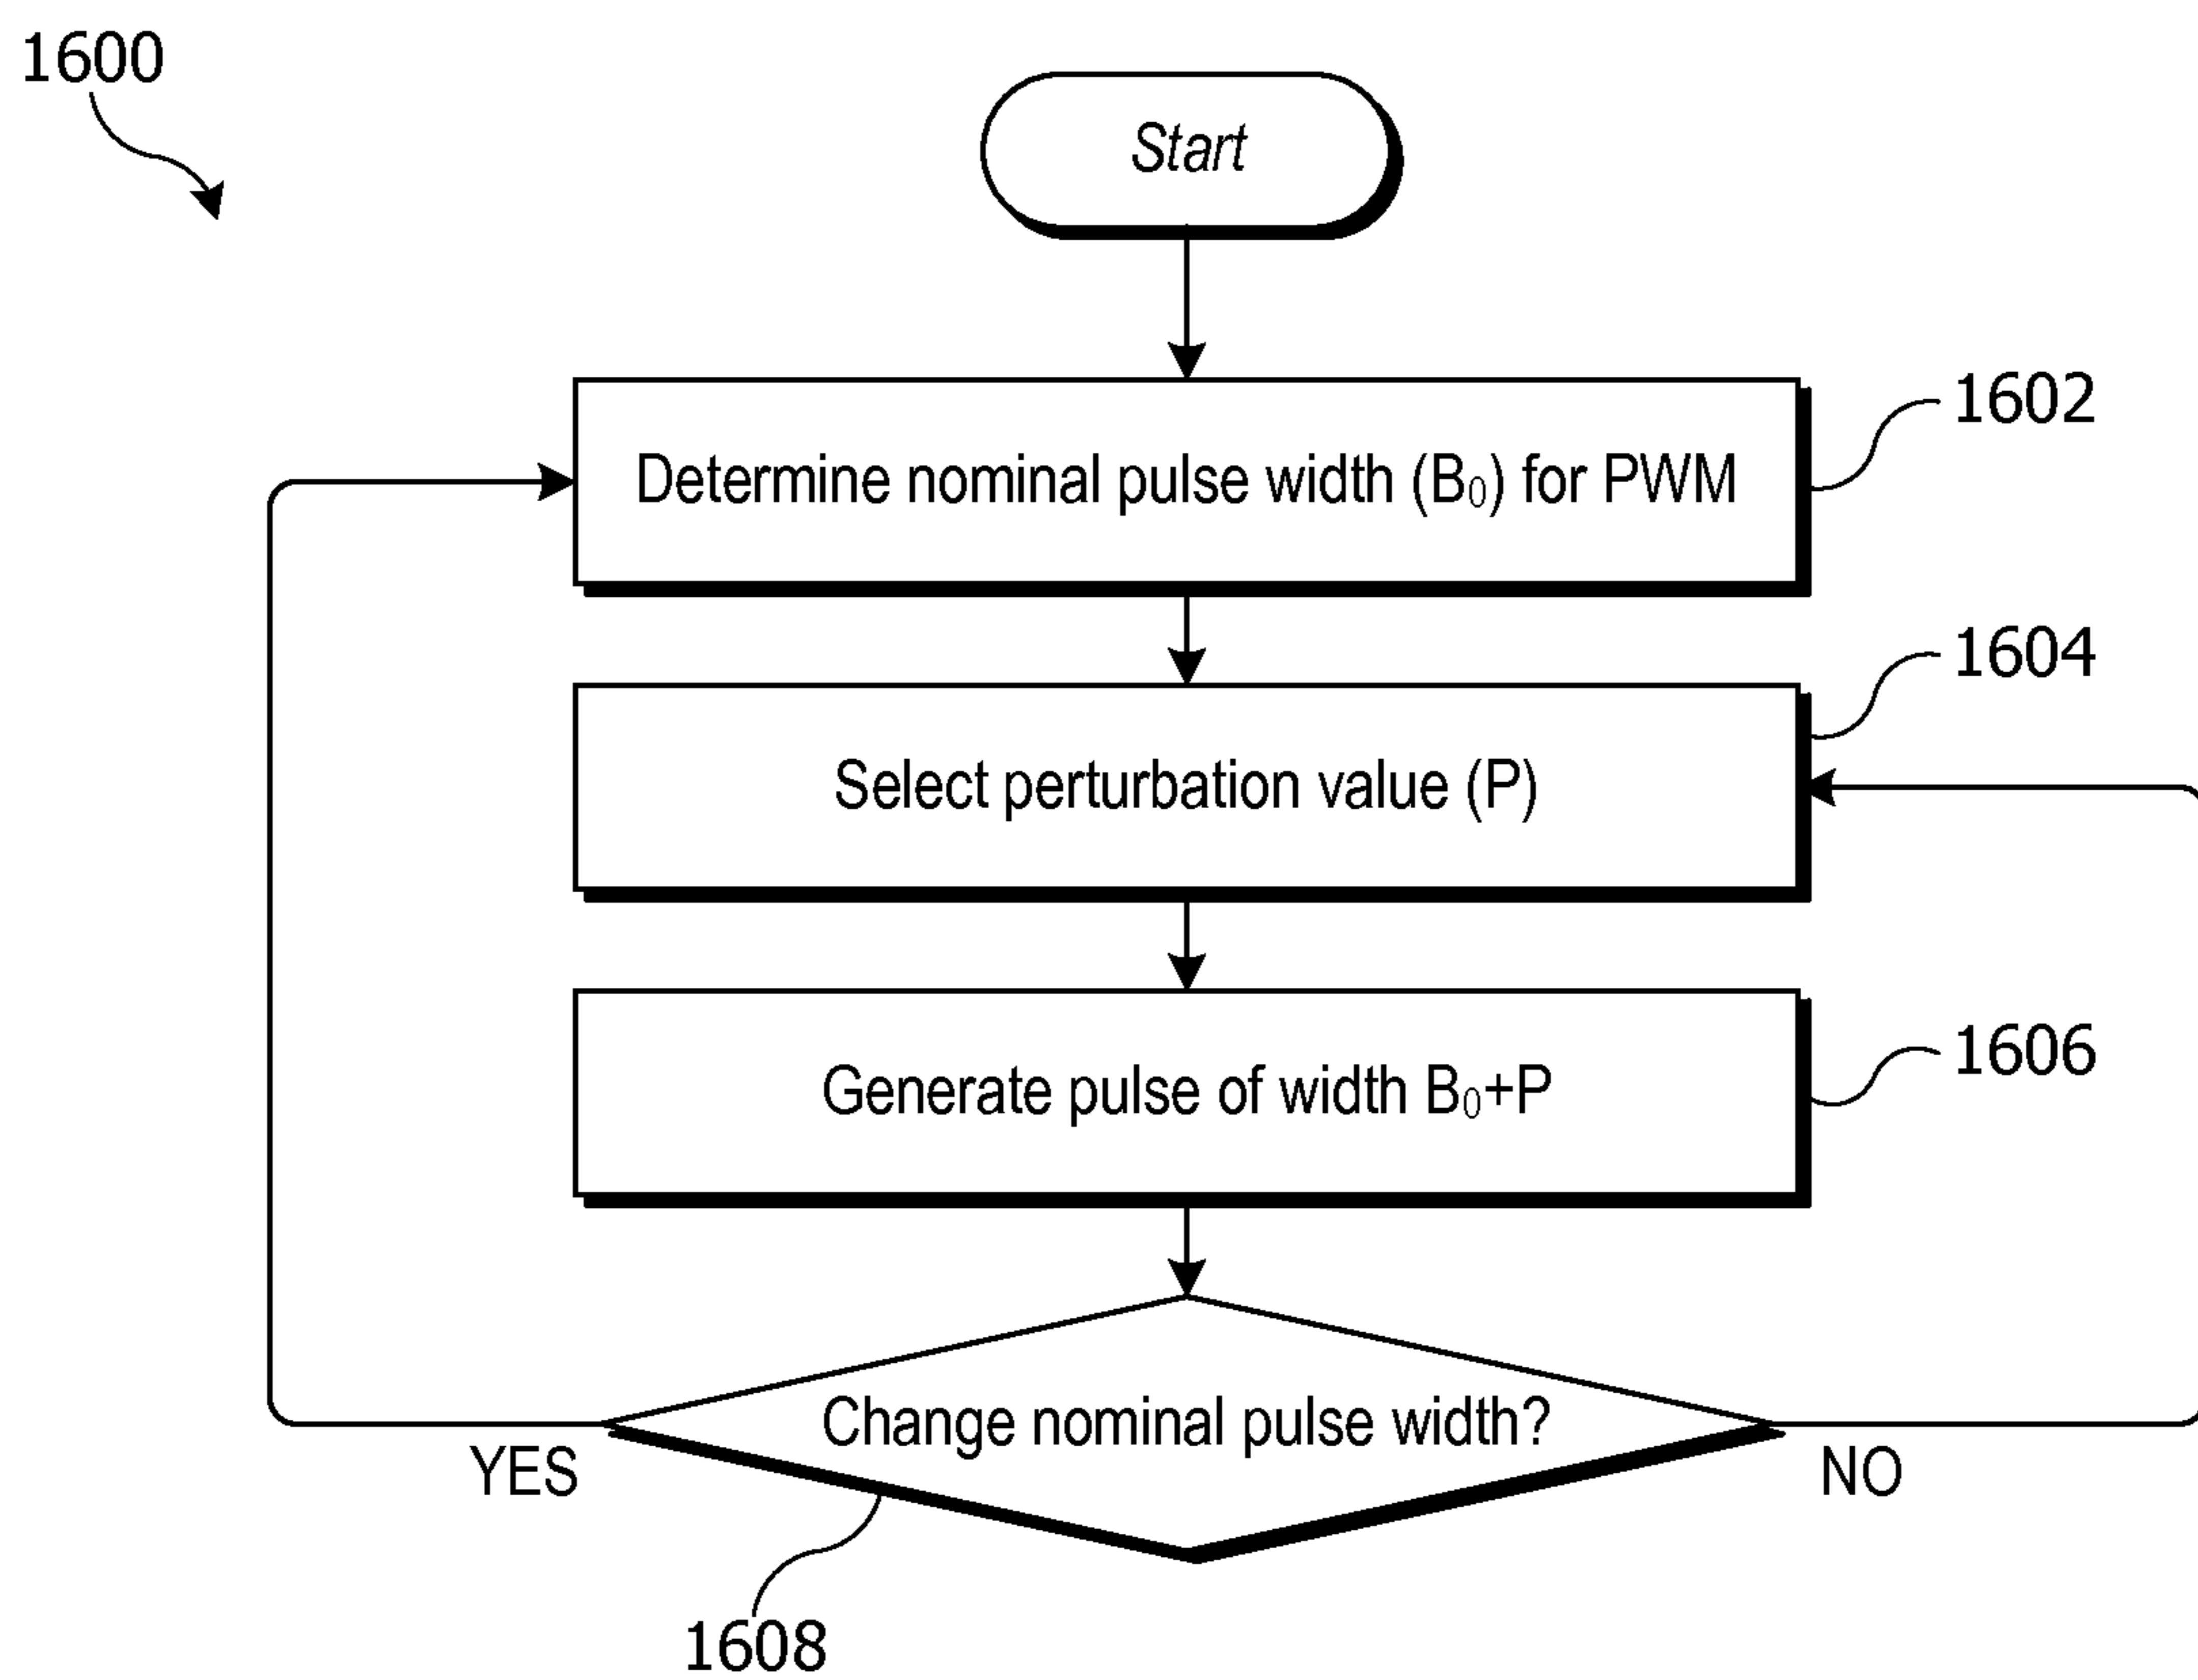 1600
Start
Determine nominal pulse width (B₀) for PWM
1602
Select perturbation value (P)
1604
Generate pulse of width B₀+P
1606
Change nominal pulse width?
YES
NO
1608